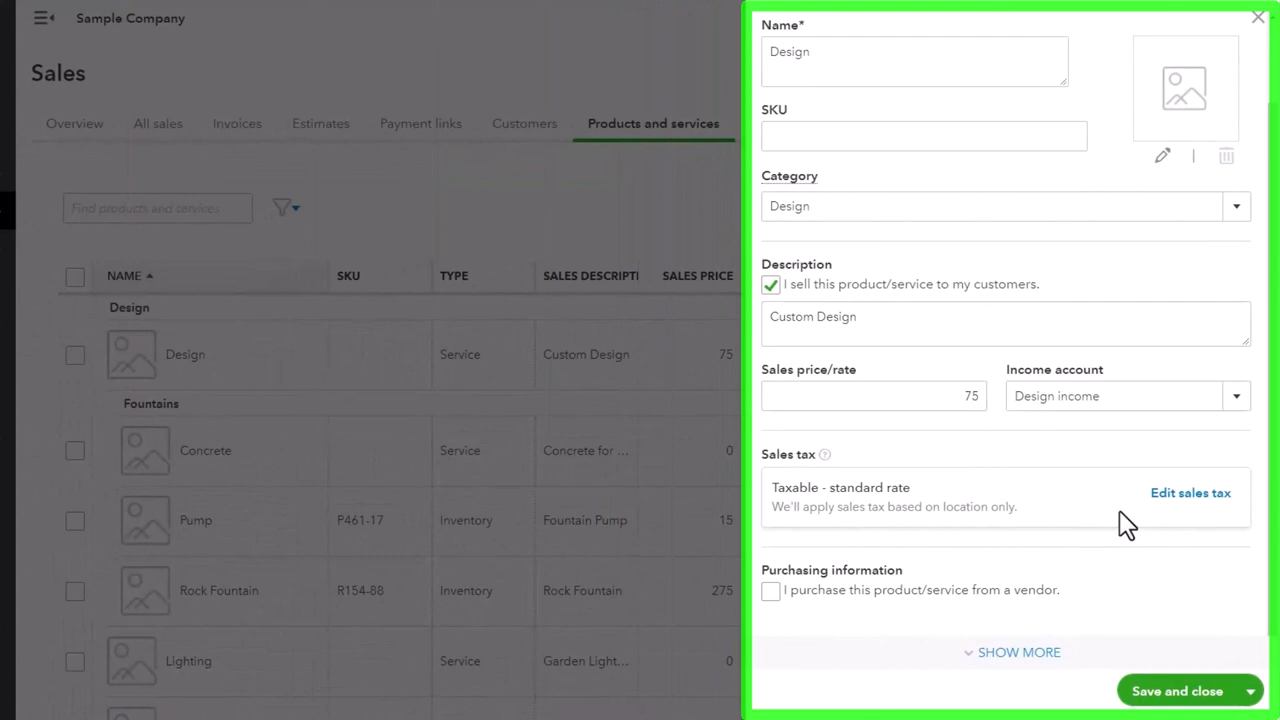 Sample Company
Sales
Overview All sales Invoices Estimates Payment links Customers Products and services
Find products and services
NAME SKU TYPE SALES DESCRIPTI SALES PRICE
Design
Design Service Custom Design 75
Fountains
Concrete Service Concrete for ... 0
Pump P461-17 Inventory Fountain Pump 15
Rock Fountain R154-88 Inventory Rock Fountain 275
Lighting Service Garden Light... 0
Name*
Design
SKU
Category
Design
Description
I sell this product/service to my customers.
Custom Design
Sales price/rate Income account
75 Design income
Sales tax ?
Taxable - standard rate
Edit sales tax
We'll apply sales tax based on location only.
Purchasing information
I purchase this product/service from a vendor.
SHOW MORE
Save and close